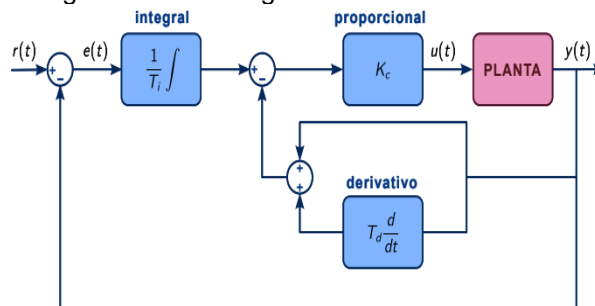 integral
proporcional
r(t)
e(t)
u(t)
y(t)
+
-
1/T_i ∫
+
-
K_c
PLANTA
+
+
derivativo
T_d d/dt